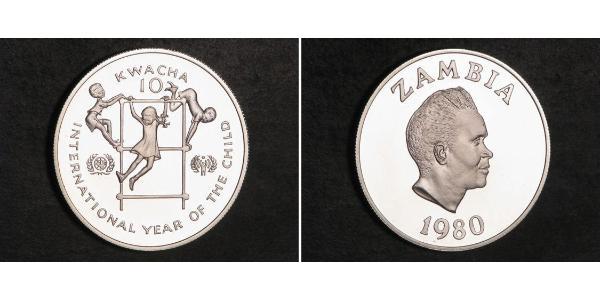 KWACHA
10
INTERNATIONAL YEAR OF THE CHILD
ZAMBIA
1980